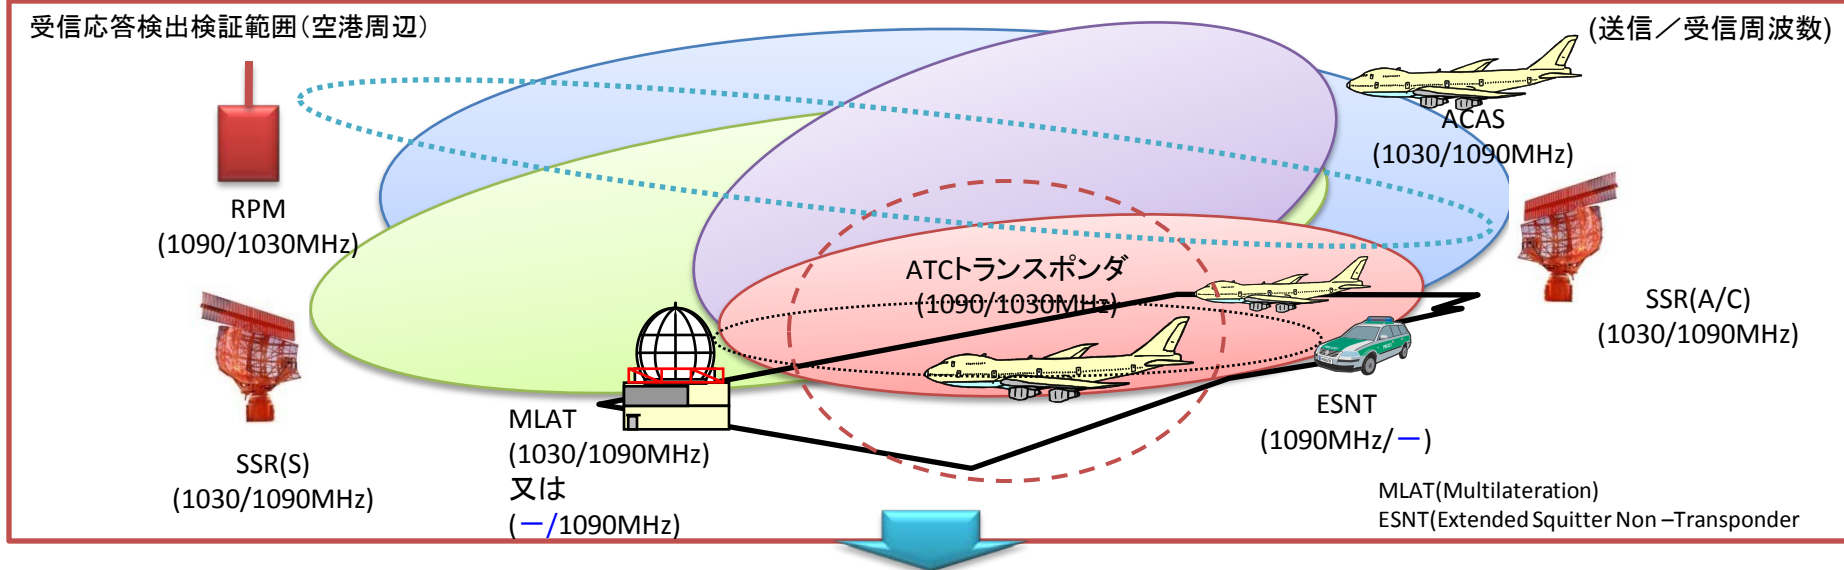 受信応答検出検証範囲(空港周辺)
(送信／受信周波数)
ACAS
(1030/1090MHz)
RPM
(1090/1030MHz)
ATCトランスポンダ
(1090/1030MHz)
SSR(A/C)
(1030/1090MHz)
MLAT
(1030/1090MHz)
又は
(ー/1090MHz)
ESNT
(1090MHz/ー)
SSR(S)
(1030/1090MHz)
MLAT(Multilateration)
ESNT(Extended Squitter Non –Transponder